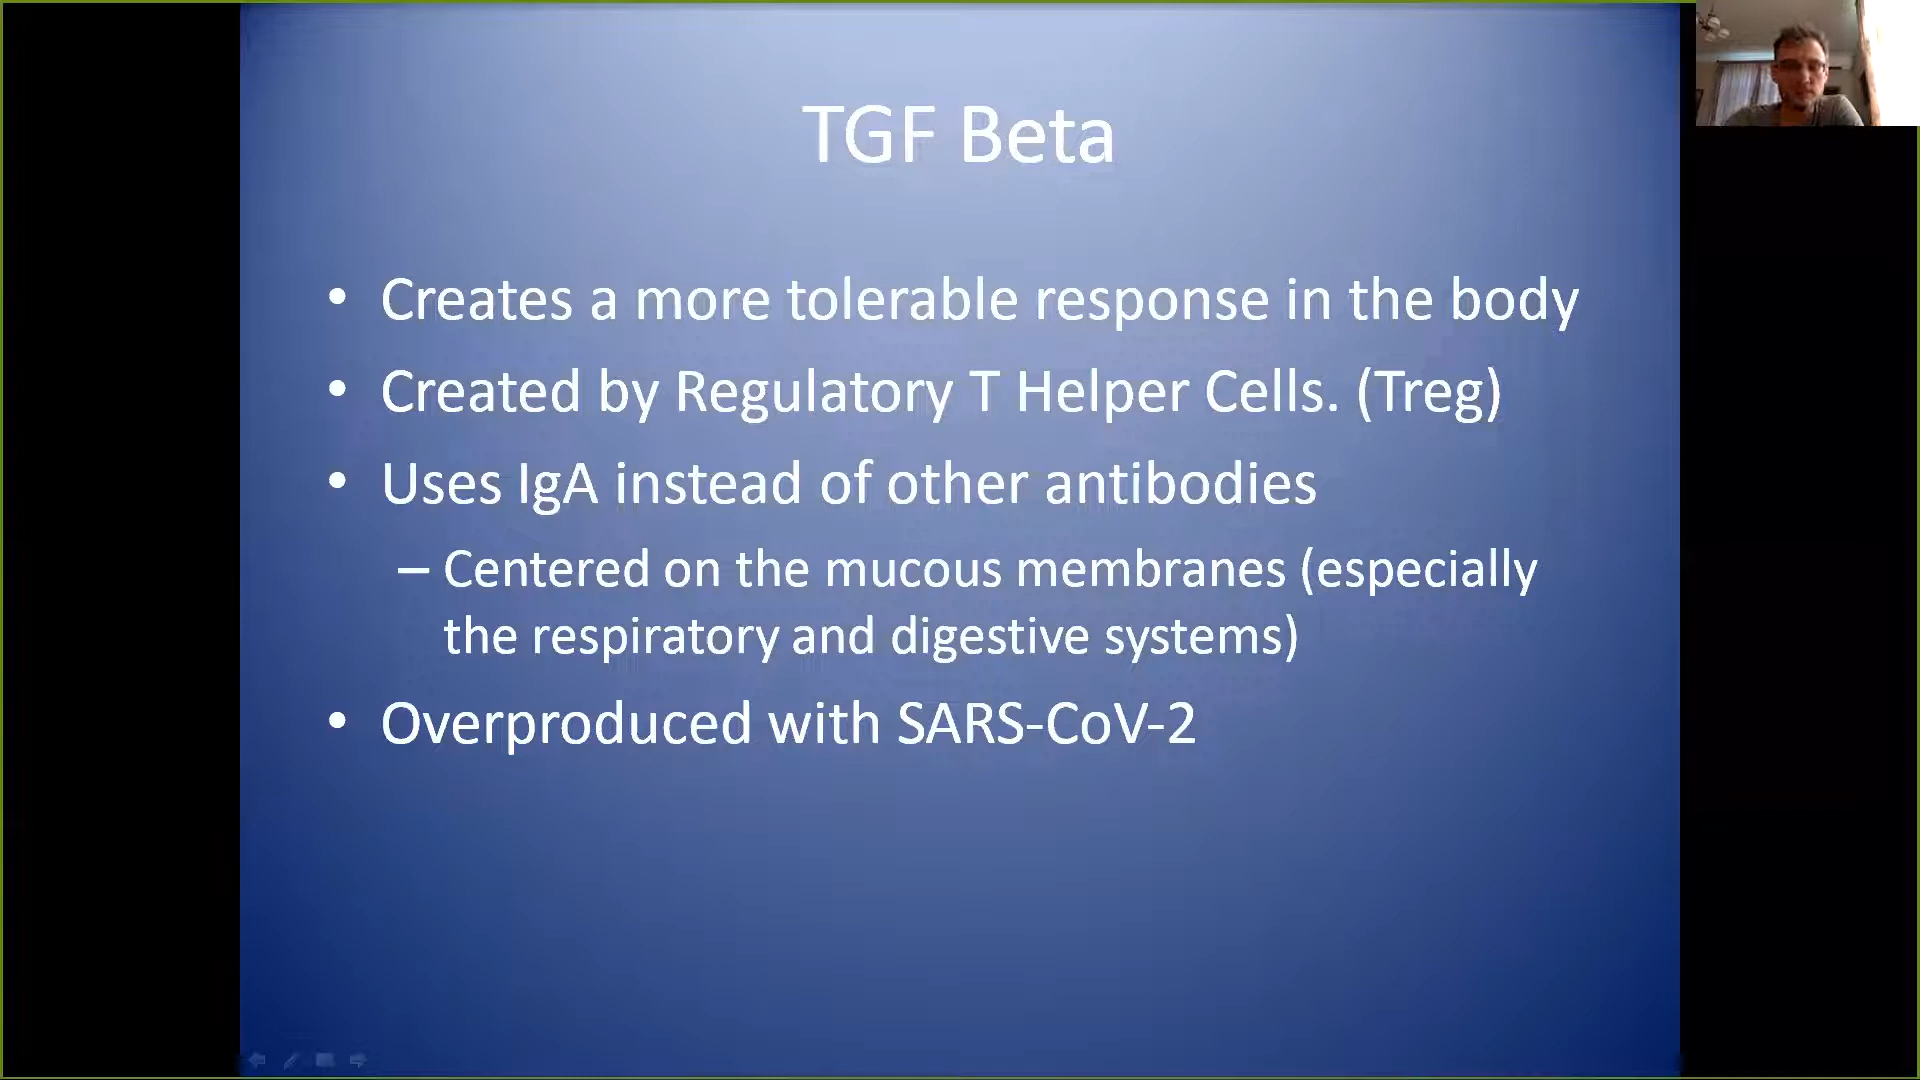 TGF Beta
• Creates a more tolerable response in the body
• Created by Regulatory T Helper Cells. (Treg)
• Uses IgA instead of other antibodies
– Centered on the mucous membranes (especially
the respiratory and digestive systems)
• Overproduced with SARS-CoV-2